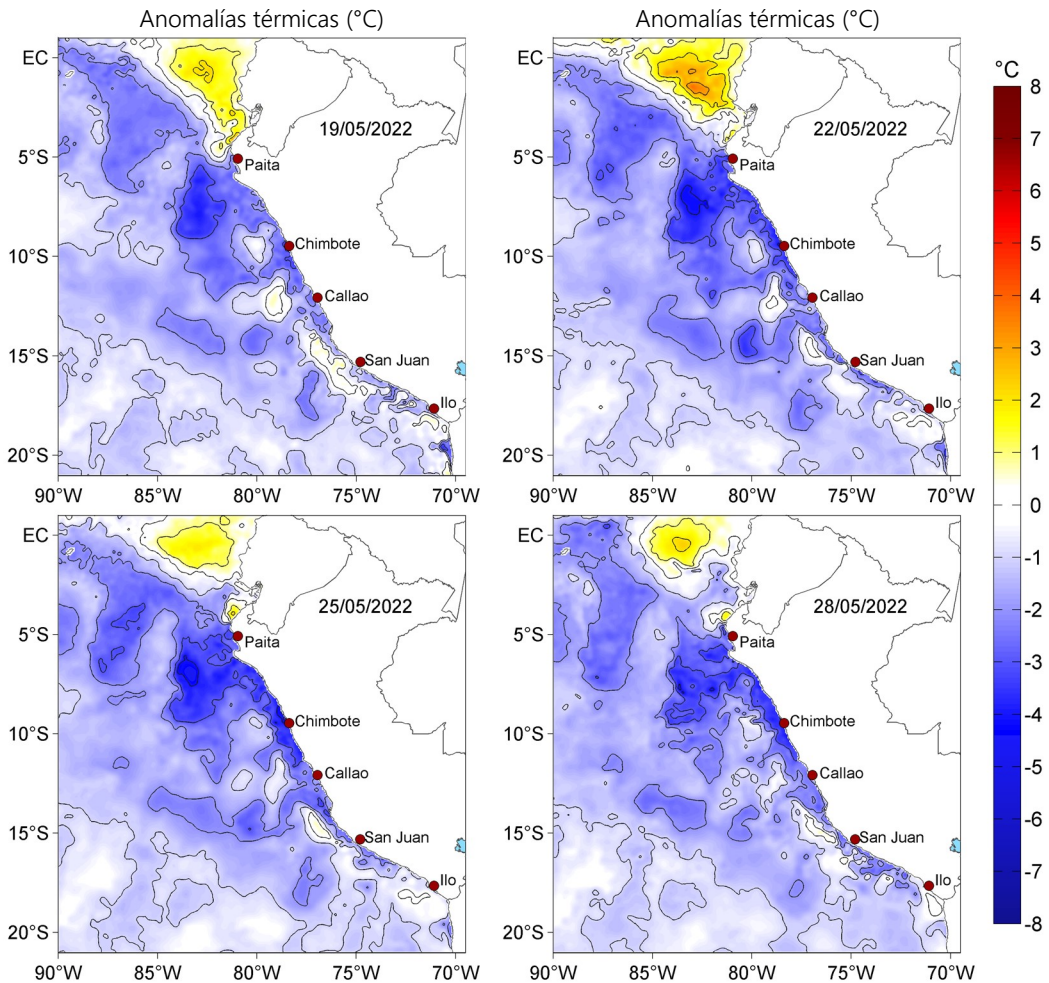 Anomalías térmicas (°C)
Anomalías térmicas (°C)
EC
5°S
10°S
15°S
20°S
90°W
85°W
80°W
75°W
70°W
19/05/2022
Paita
Chimbote
Callao
San Juan
Ilo
EC
5°S
10°S
15°S
20°S
90°W
85°W
80°W
75°W
70°W
22/05/2022
Paita
Chimbote
Callao
San Juan
Ilo
EC
5°S
10°S
15°S
20°S
90°W
85°W
80°W
75°W
70°W
25/05/2022
Paita
Chimbote
Callao
San Juan
Ilo
EC
5°S
10°S
15°S
20°S
90°W
85°W
80°W
75°W
70°W
28/05/2022
Paita
Chimbote
Callao
San Juan
Ilo
°C
8
7
6
5
4
3
2
1
0
-1
-2
-3
-4
-5
-6
-7
-8